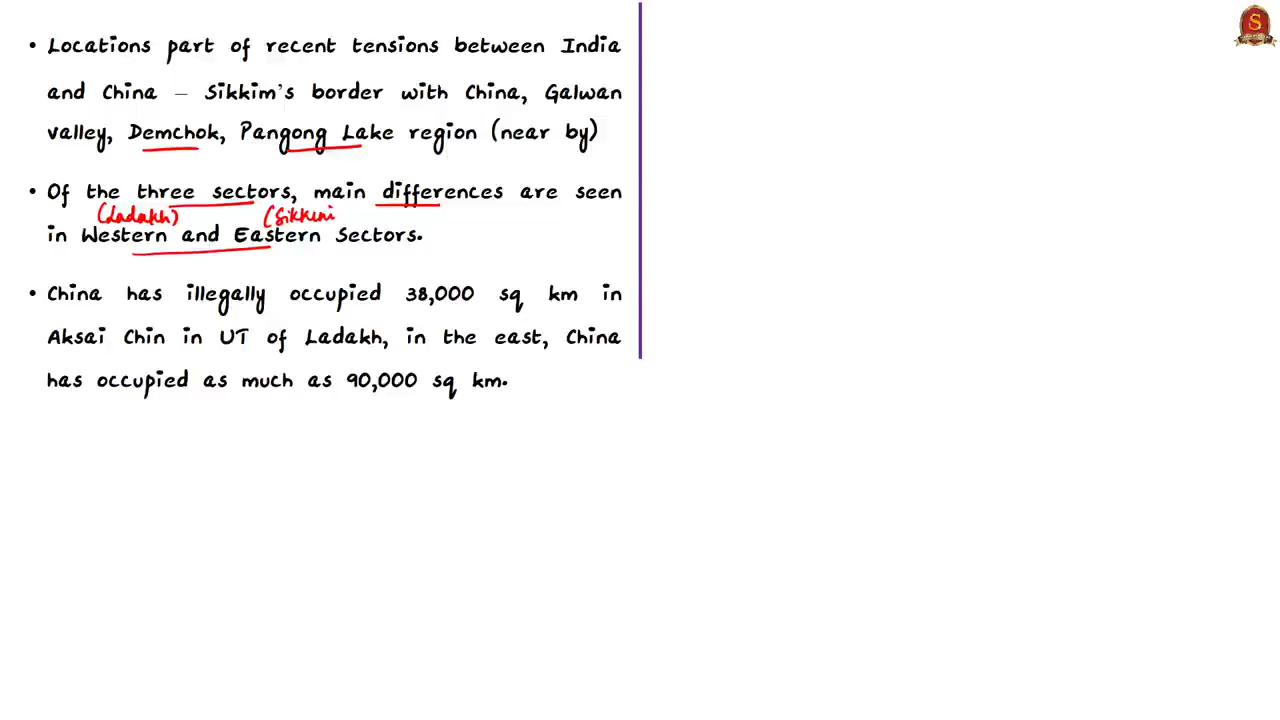 • Locations part of recent tensions between India
and China – Sikkim's border with China, Galwan
valley, Demchok, Pangong Lake region (near by)
• Of the three sectors, main differences are seen
(Ladakh) (Sikkim
in Western and Eastern Sectors.
• China has illegally occupied 38,000 sq km in
Aksai Chin in UT of Ladakh, in the east, China
has occupied as much as 90,000 sq km.
S